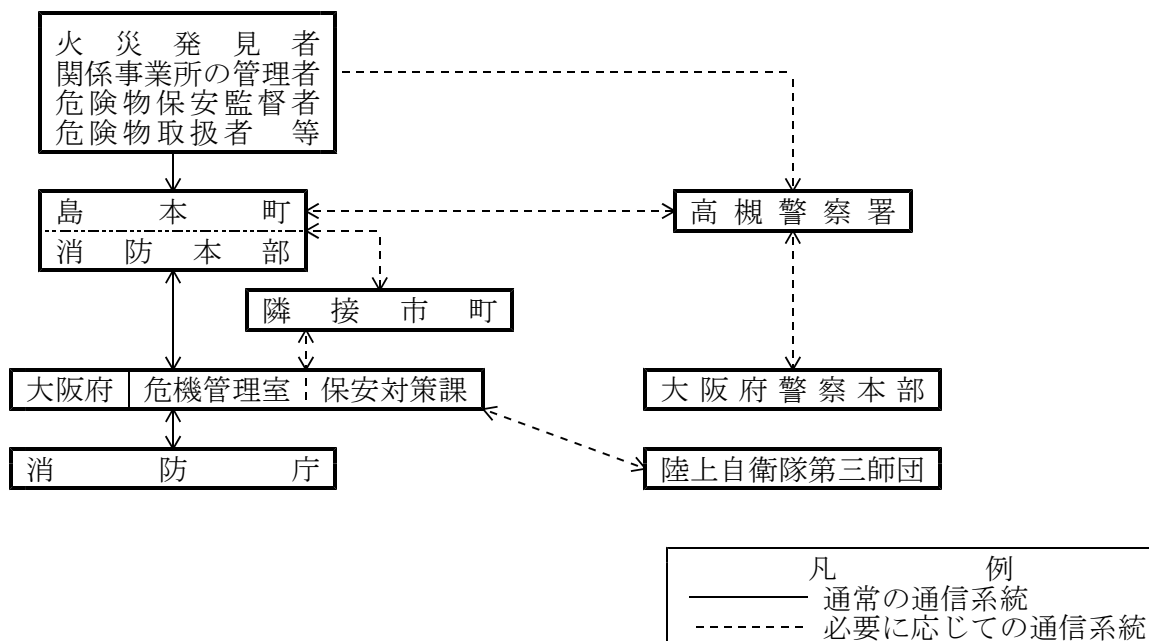 火災発見者
関係事業所の管理者
危険物保安監督者
危険物取扱者 等
島本町
高槻警察署
消防本部
隣接市町
大阪府 危機管理室 保安対策課
大阪府警察本部
消防庁
陸上自衛隊第三師団
凡例
通常の通信系統
必要に応じての通信系統